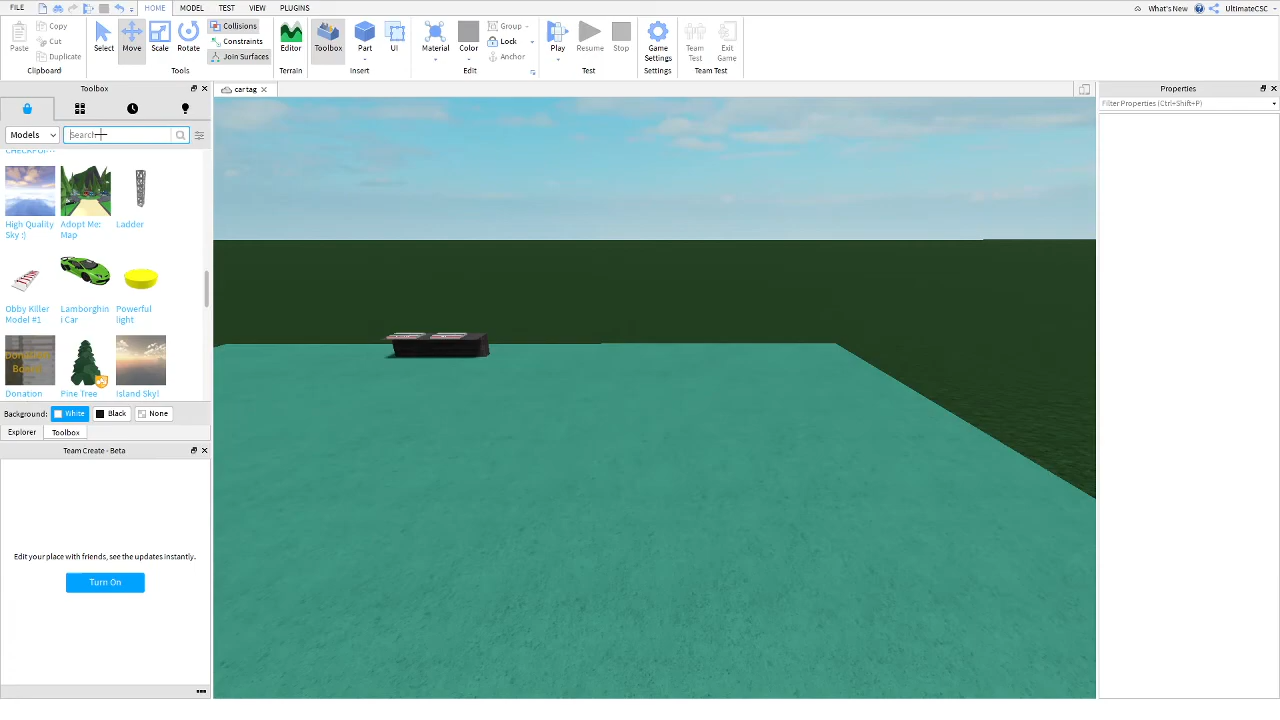 FILE HOME MODEL TEST VIEW PLUGINS What's New UltimateCSC
Paste Copy Cut Duplicate Select Move Scale Rotate Collisions Constraints Join Surfaces Editor Toolbox Part UI Material Color Group Lock Anchor Play Resume Stop Game Settings Team Test Exit Game
Clipboard Tools Terrain Insert Edit Test Settings Team Test
Toolbox cartag Properties
Filter Properties (Ctrl+Shift+P)
Models Search
High Quality Sky :) Adopt Me: Map Ladder
Obby Killer Model #1 Lamborghini Car Powerful light
Donation Pine Tree Island Sky!
Background: White Black None
Explorer Toolbox
Team Create - Beta
Edit your place with friends, see the updates instantly.
Turn On